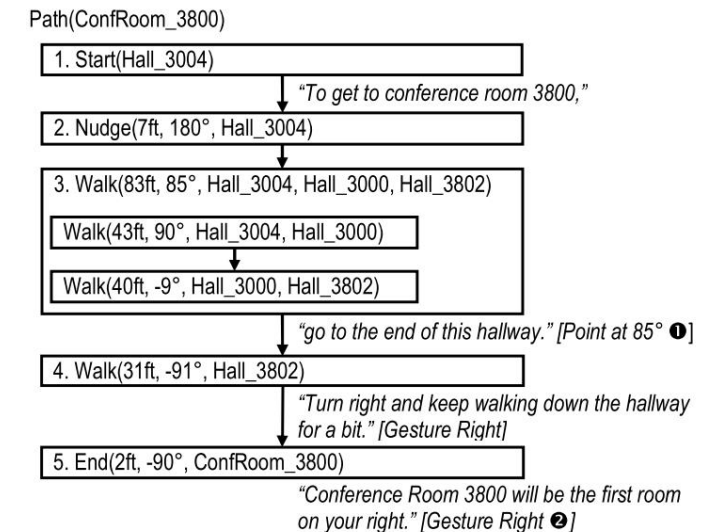 Path(ConfRoom_3800)
1. Start(Hall_3004)
“To get to conference room 3800,”
2. Nudge(7ft, 180°, Hall_3004)
3. Walk(83ft, 85°, Hall_3004, Hall_3000, Hall_3802)
Walk(43ft, 90°, Hall_3004, Hall_3000)
Walk(40ft, -9°, Hall_3000, Hall_3802)
“go to the end of this hallway.” [Point at 85° ❶]
4. Walk(31ft, -91°, Hall_3802)
“Turn right and keep walking down the hallway
for a bit.” [Gesture Right]
5. End(2ft, -90°, ConfRoom_3800)
“Conference Room 3800 will be the first room
on your right.” [Gesture Right ❷]